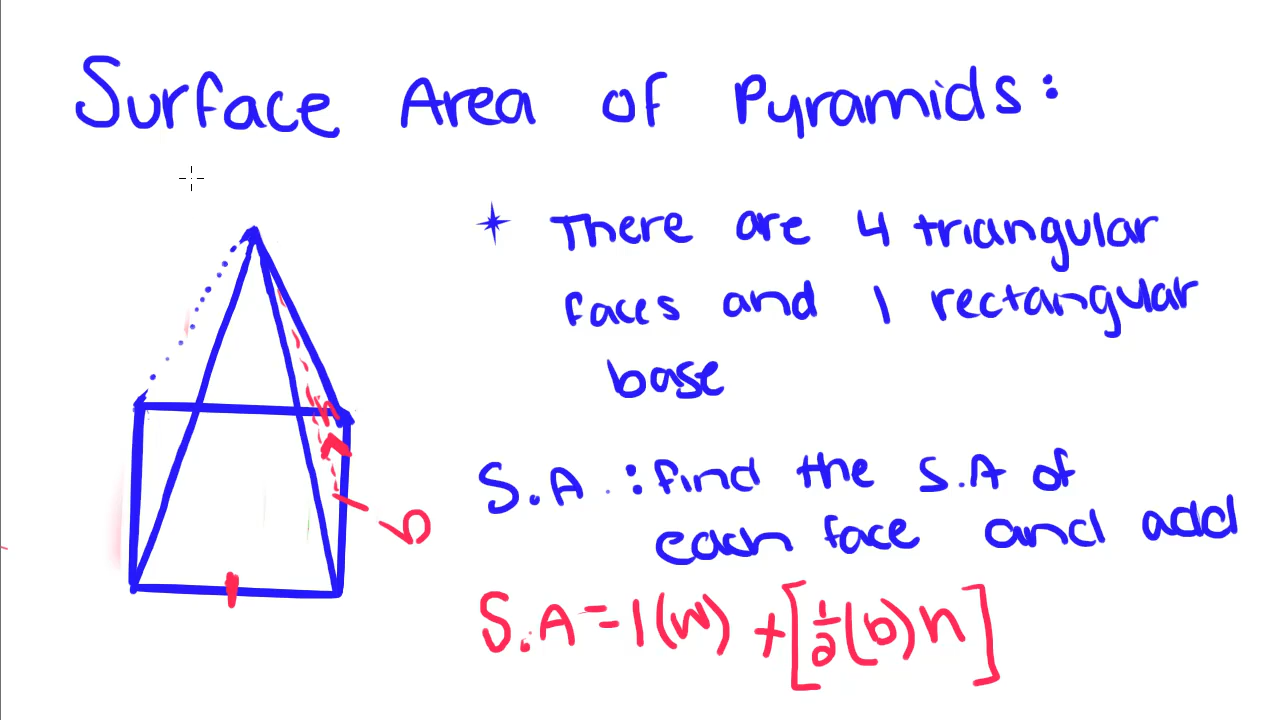 Surface Area of Pyramids:
There are 4 triangular
faces and 1 rectangular
base
h
b
S.A. : find the S.A of
each face and add
S.A = l(w) + [½(b)h]